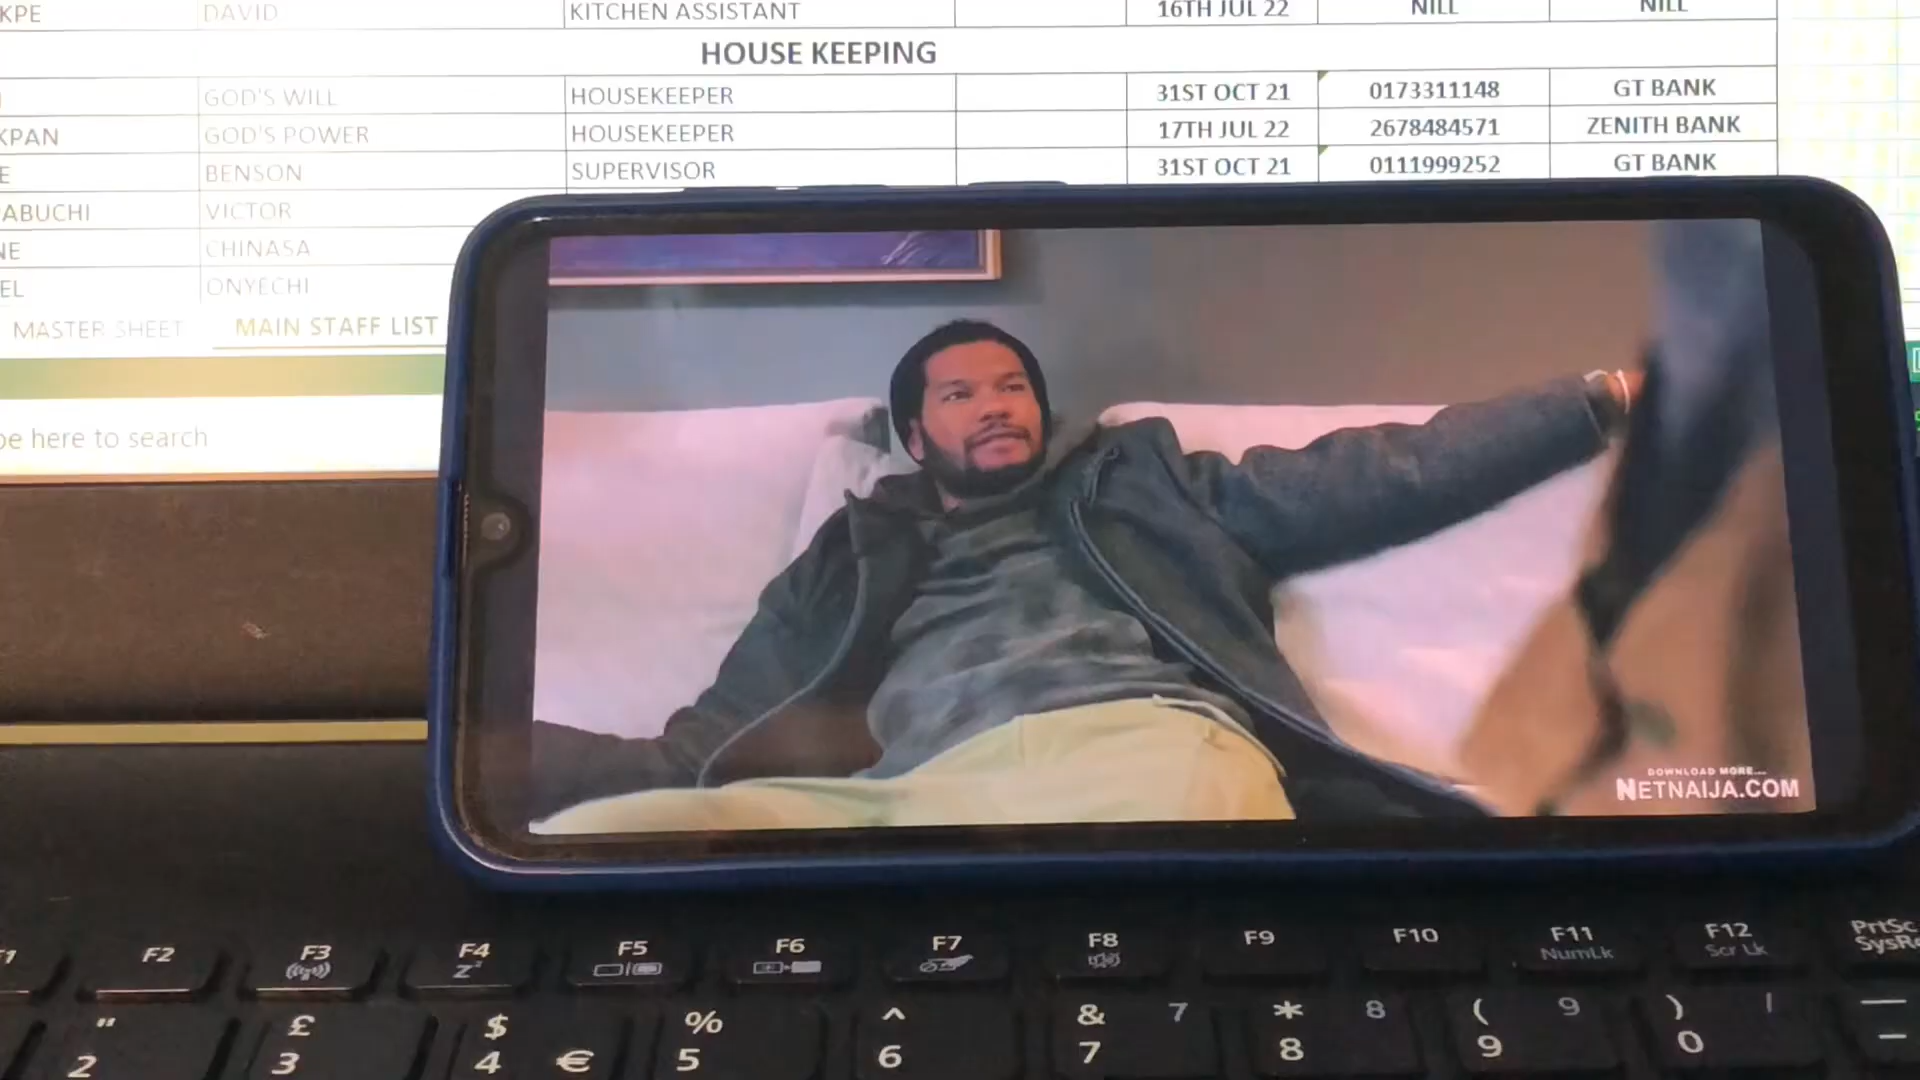 KPE DAVID KITCHEN ASSISTANT 16TH JUL 22 NILL NILL
HOUSE KEEPING
GOD'S WILL HOUSEKEEPER 31ST OCT 21 0173311148 GT BANK
KPAN GOD'S POWER HOUSEKEEPER 17TH JUL 22 2678484571 ZENITH BANK
E BENSON SUPERVISOR 31ST OCT 21 0111999252 GT BANK
ABUCHI VICTOR
NE CHINASA
EL ONYECHI
MASTER SHEET MAIN STAFF LIST
pe here to search
DOWNLOAD MORE...
NETNAIJA.COM
F1 F2 F3 F4 F5 F6 F7 F8 F9 F10 F11 F12 PrtSc
Z NumLk Scr Lk SysR
" £ $ % ^ & 7 * 8 ( 9 ) /
2 3 4 € 5 6 7 8 9 0 -